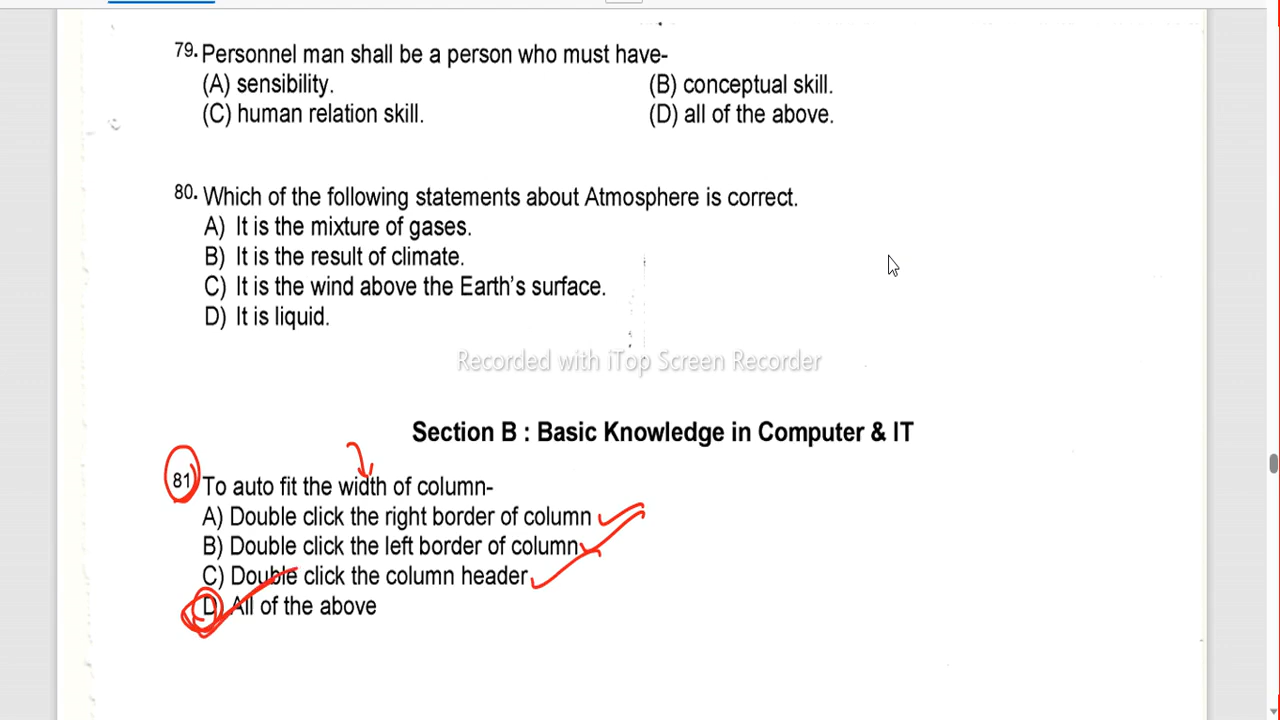 79. Personnel man shall be a person who must have-
(A) sensibility. (B) conceptual skill.
(C) human relation skill. (D) all of the above.
80. Which of the following statements about Atmosphere is correct.
A) It is the mixture of gases.
B) It is the result of climate.
C) It is the wind above the Earth's surface.
D) It is liquid.
Recorded with iTop Screen Recorder
Section B : Basic Knowledge in Computer & IT
81 To auto fit the width of column-
A) Double click the right border of column
B) Double click the left border of column
C) Double click the column header
D) All of the above